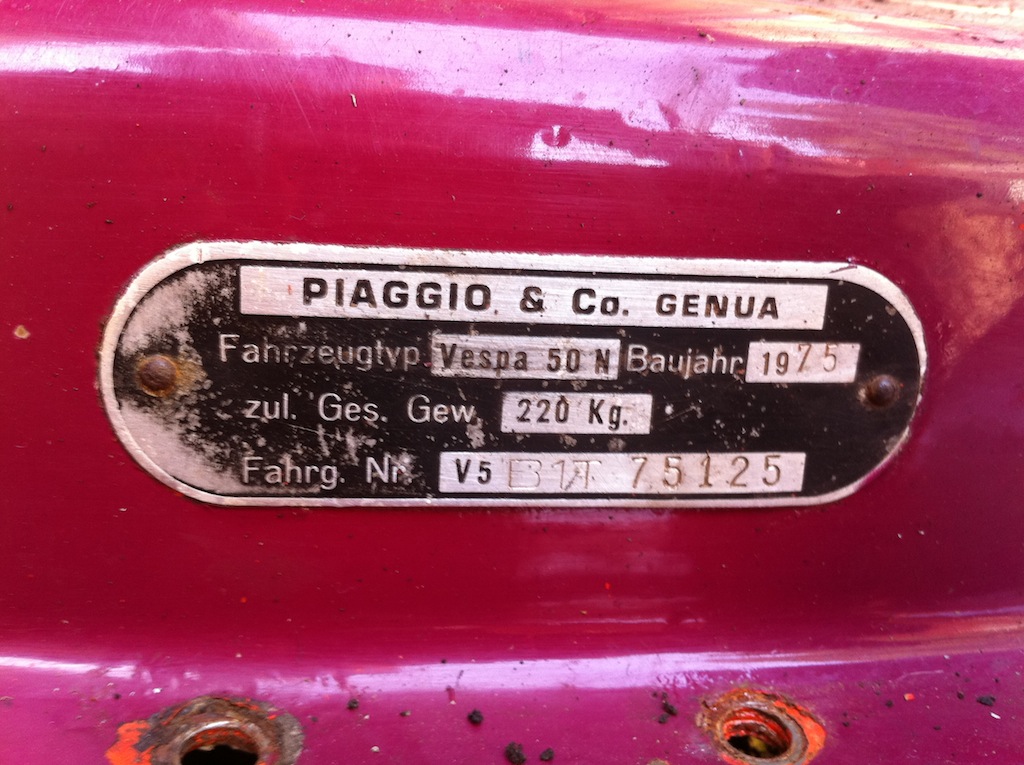 PIAGGIO & Co. GENUA
Fahrzeugtyp Vespa 50 N Baujahr 1975
zul. Ges. Gew. 220 Kg.
Fahrg. Nr. V5 B1T 75125